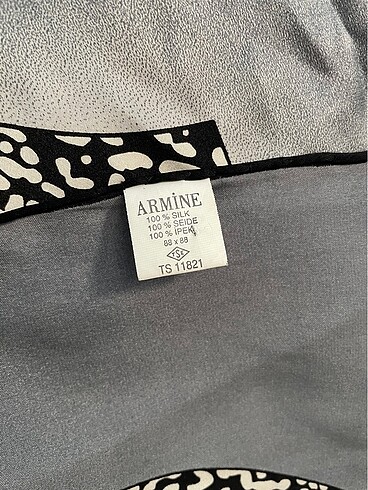 ARMİNE
100 % SILK
100 % SEIDE
100 % İPEK
88 x 88
TSE
TS 11821